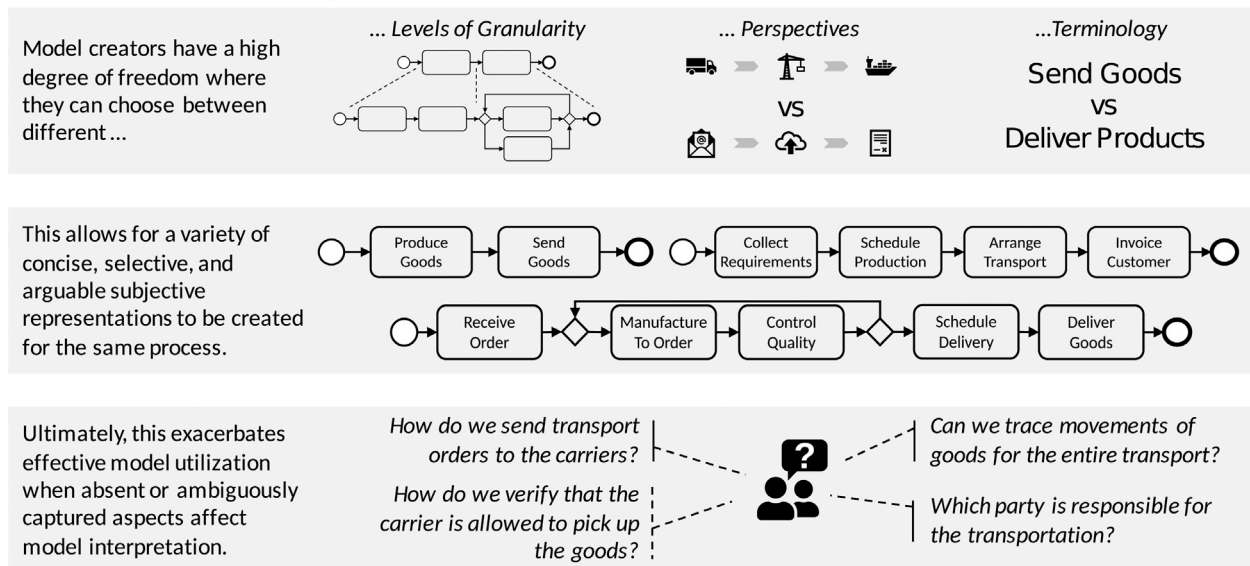 Model creators have a high
degree of freedom where
they can choose between
different ...
... Levels of Granularity
... Perspectives
VS
...Terminology
Send Goods
vs
Deliver Products
This allows for a variety of
concise, selective, and
arguable subjective
representations to be created
for the same process.
Produce
Goods
Send
Goods
Collect
Requirements
Schedule
Production
Arrange
Transport
Invoice
Customer
Receive
Order
Manufacture
To Order
Control
Quality
Schedule
Delivery
Deliver
Goods
Ultimately, this exacerbates
effective model utilization
when absent or ambiguously
captured aspects affect
model interpretation.
How do we send transport
orders to the carriers?
How do we verify that the
carrier is allowed to pick up
the goods?
?
Can we trace movements of
goods for the entire transport?
Which party is responsible for
the transportation?